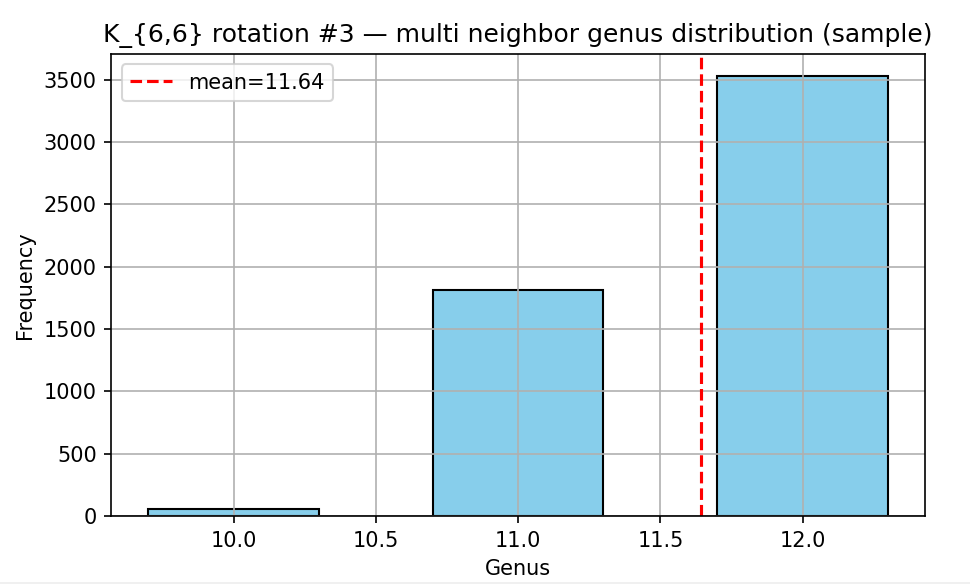 K_{6,6} rotation #3 — multi neighbor genus distribution (sample)
mean=11.64
3500
3000
2500
2000
1500
1000
500
0
Frequency
10.0 10.5 11.0 11.5 12.0
Genus